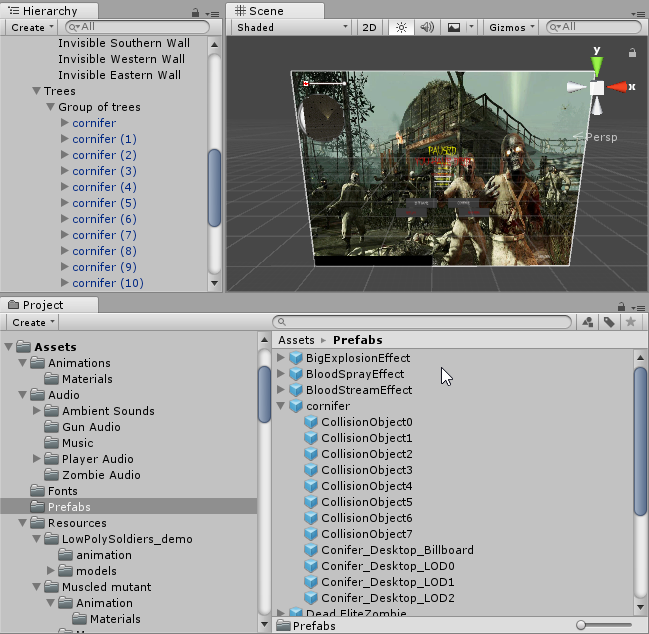 Hierarchy
Create
All
Invisible Southern Wall
Invisible Western Wall
Invisible Eastern Wall
Trees
Group of trees
cornifer
cornifer (1)
cornifer (2)
cornifer (3)
cornifer (4)
cornifer (5)
cornifer (6)
cornifer (7)
cornifer (8)
cornifer (9)
cornifer (10)
Scene
Shaded
2D
Gizmos
All
y
x
Persp
PAUSED
Project
Create
Assets
Animations
Materials
Audio
Ambient Sounds
Gun Audio
Music
Player Audio
Zombie Audio
Fonts
Prefabs
Resources
LowPolySoldiers_demo
animation
models
Muscled mutant
Animation
Materials
Assets Prefabs
BigExplosionEffect
BloodSprayEffect
BloodStreamEffect
cornifer
CollisionObject0
CollisionObject1
CollisionObject2
CollisionObject3
CollisionObject4
CollisionObject5
CollisionObject6
CollisionObject7
Conifer_Desktop_Billboard
Conifer_Desktop_LOD0
Conifer_Desktop_LOD1
Conifer_Desktop_LOD2
Dead EliteZombie
Prefabs